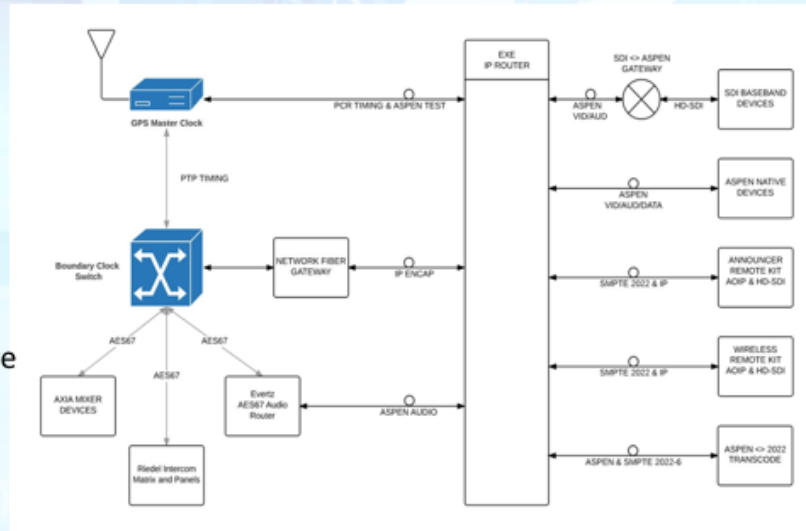 EXE
IP ROUTER
SDI <> ASPEN
GATEWAY
PCR TIMING & ASPEN TEST
ASPEN
VID/AUD
HD-SDI
SDI BASEBAND
DEVICES
GPS Master Clock
PTP TIMING
ASPEN
VID/AUD/DATA
ASPEN NATIVE
DEVICES
Boundary Clock
Switch
NETWORK FIBER
GATEWAY
IP ENCAP
SMPTE 2022 & IP
ANNOUNCER
REMOTE KIT
AOIP & HD-SDI
AES67
AES67
AES67
e
SMPTE 2022 & IP
WIRELESS
REMOTE KIT
AOIP & HD-SDI
AXIA MIXER
DEVICES
Evertz
AES67 Audio
Router
ASPEN AUDIO
Riedel Intercom
Matrix and Panels
ASPEN & SMPTE 2022-6
ASPEN <> 2022
TRANSCODE